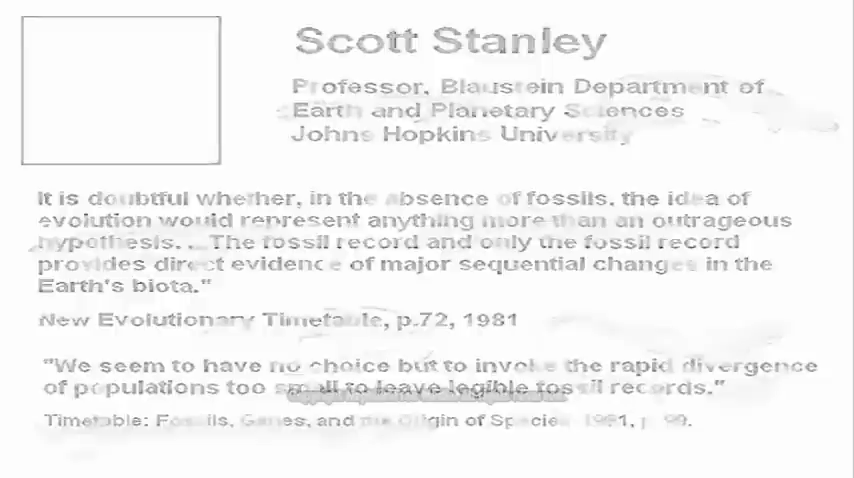 Scott Stanley
Professor, Blaustein Department of
Earth and Planetary Sciences
Johns Hopkins University
It is doubtful whether, in the absence of fossils, the idea of
evolution would represent anything more than an outrageous
hypothesis. .. The fossil record and only the fossil record
provides direct evidence of major sequential changes in the
Earth's biota."
New Evolutionary Timetable, p.72, 1981
"We seem to have no choice but to invoke the rapid divergence
of populations too small to leave legible fossil records."
Timetable: Fossils, Genes, and the Origin of Species 1981, p. 99.